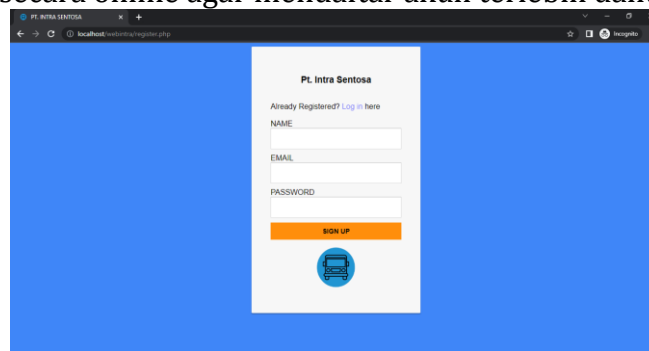 secara online agar mendaftar akun terlebih
PT. INTRA SENTOSA
localhost/webintra/register.php
Incognito
Pt. Intra Sentosa
Already Registered? Log in here
NAME
EMAIL
PASSWORD
SIGN UP